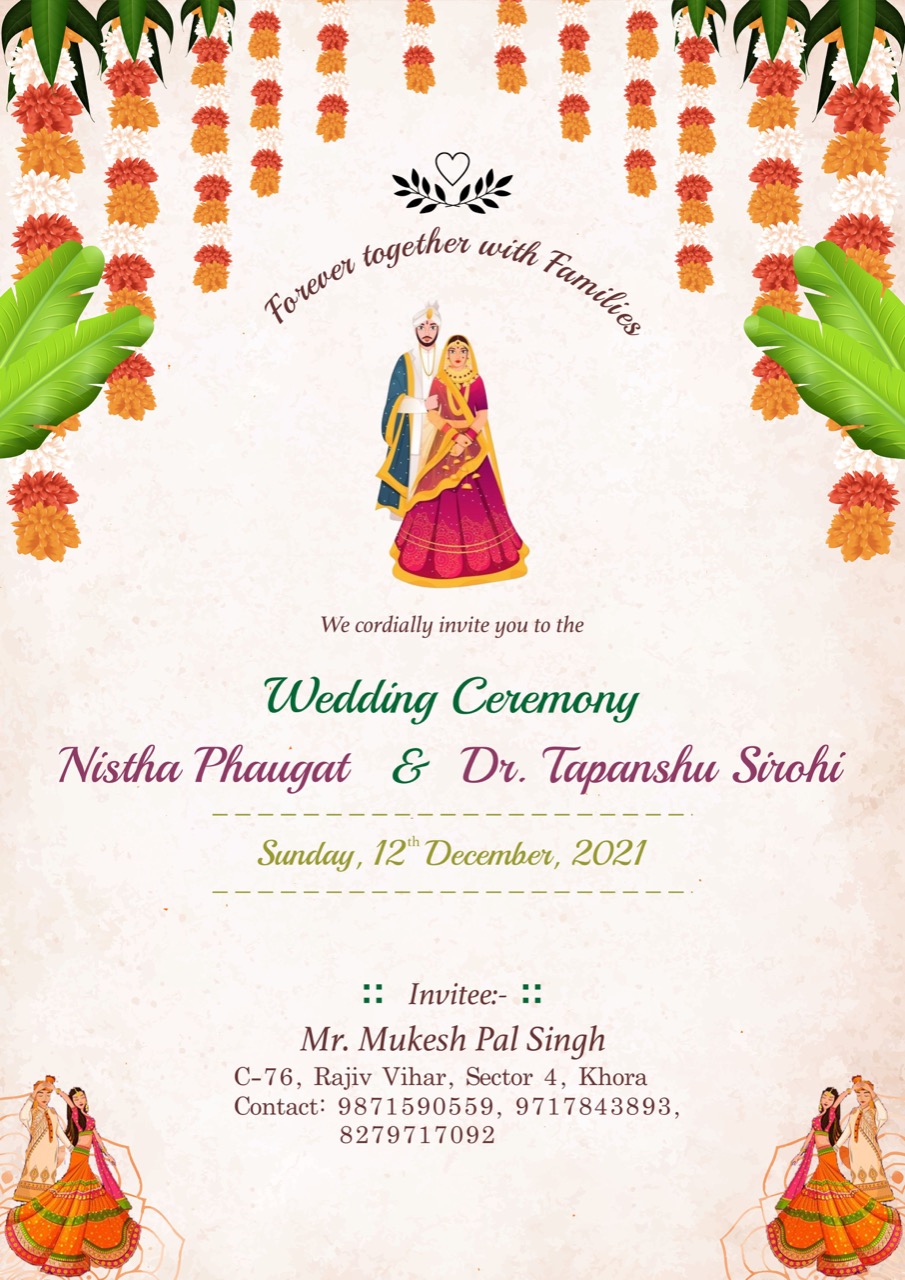 Forever together with Families
We cordially invite you to the
Wedding Ceremony
Nistha Phaugat & Dr. Tapanshu Sirohi
Sunday, 12th December, 2021
:: Invitee:- ::
Mr. Mukesh Pal Singh
C-76, Rajiv Vihar, Sector 4, Khora
Contact: 9871590559, 9717843893,
8279717092